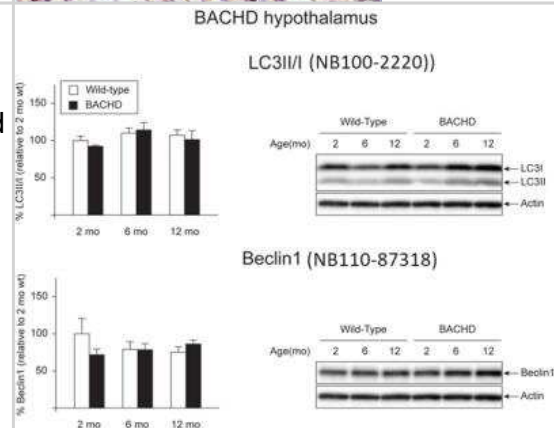 BACHD hypothalamus
LC3II/I (NB100-2220))
d
% LC3II/I (relative to 2 mo wt)
150
100
50
Wild-type
BACHD
2 mo 6 mo 12 mo
Wild-Type BACHD
Age(mo) 2 6 12 2 6 12
LC3I
LC3II
Actin
Beclin1 (NB110-87318)
% Beclin1 (relative to 2 mo wt)
150
100
50
2 mo 6 mo 12 mo
Wild-Type BACHD
Age(mo) 2 6 12 2 6 12
Beclin1
Actin